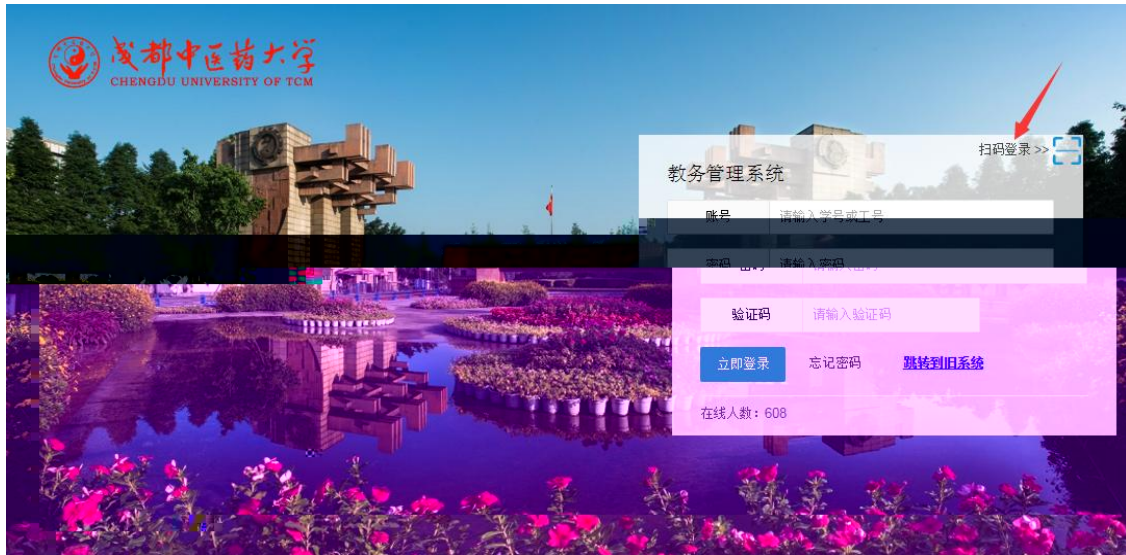 成都中医药大学
CHENGDU UNIVERSITY OF TCM
扫码登录 >>
教务管理系统
账号 请输入学号或工号
密码 请输入密码
验证码 请输入验证码
立即登录 忘记密码 跳转到旧系统
在线人数：608